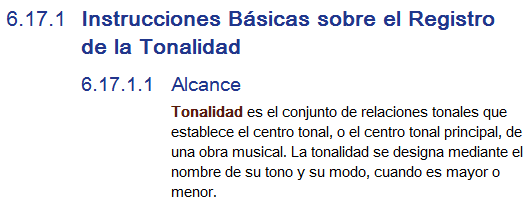 6.17.1 Instrucciones Básicas sobre el Registro
de la Tonalidad
6.17.1.1 Alcance
Tonalidad es el conjunto de relaciones tonales que
establece el centro tonal, o el centro tonal principal, de
una obra musical. La tonalidad se designa mediante el
nombre de su tono y su modo, cuando es mayor o
menor.